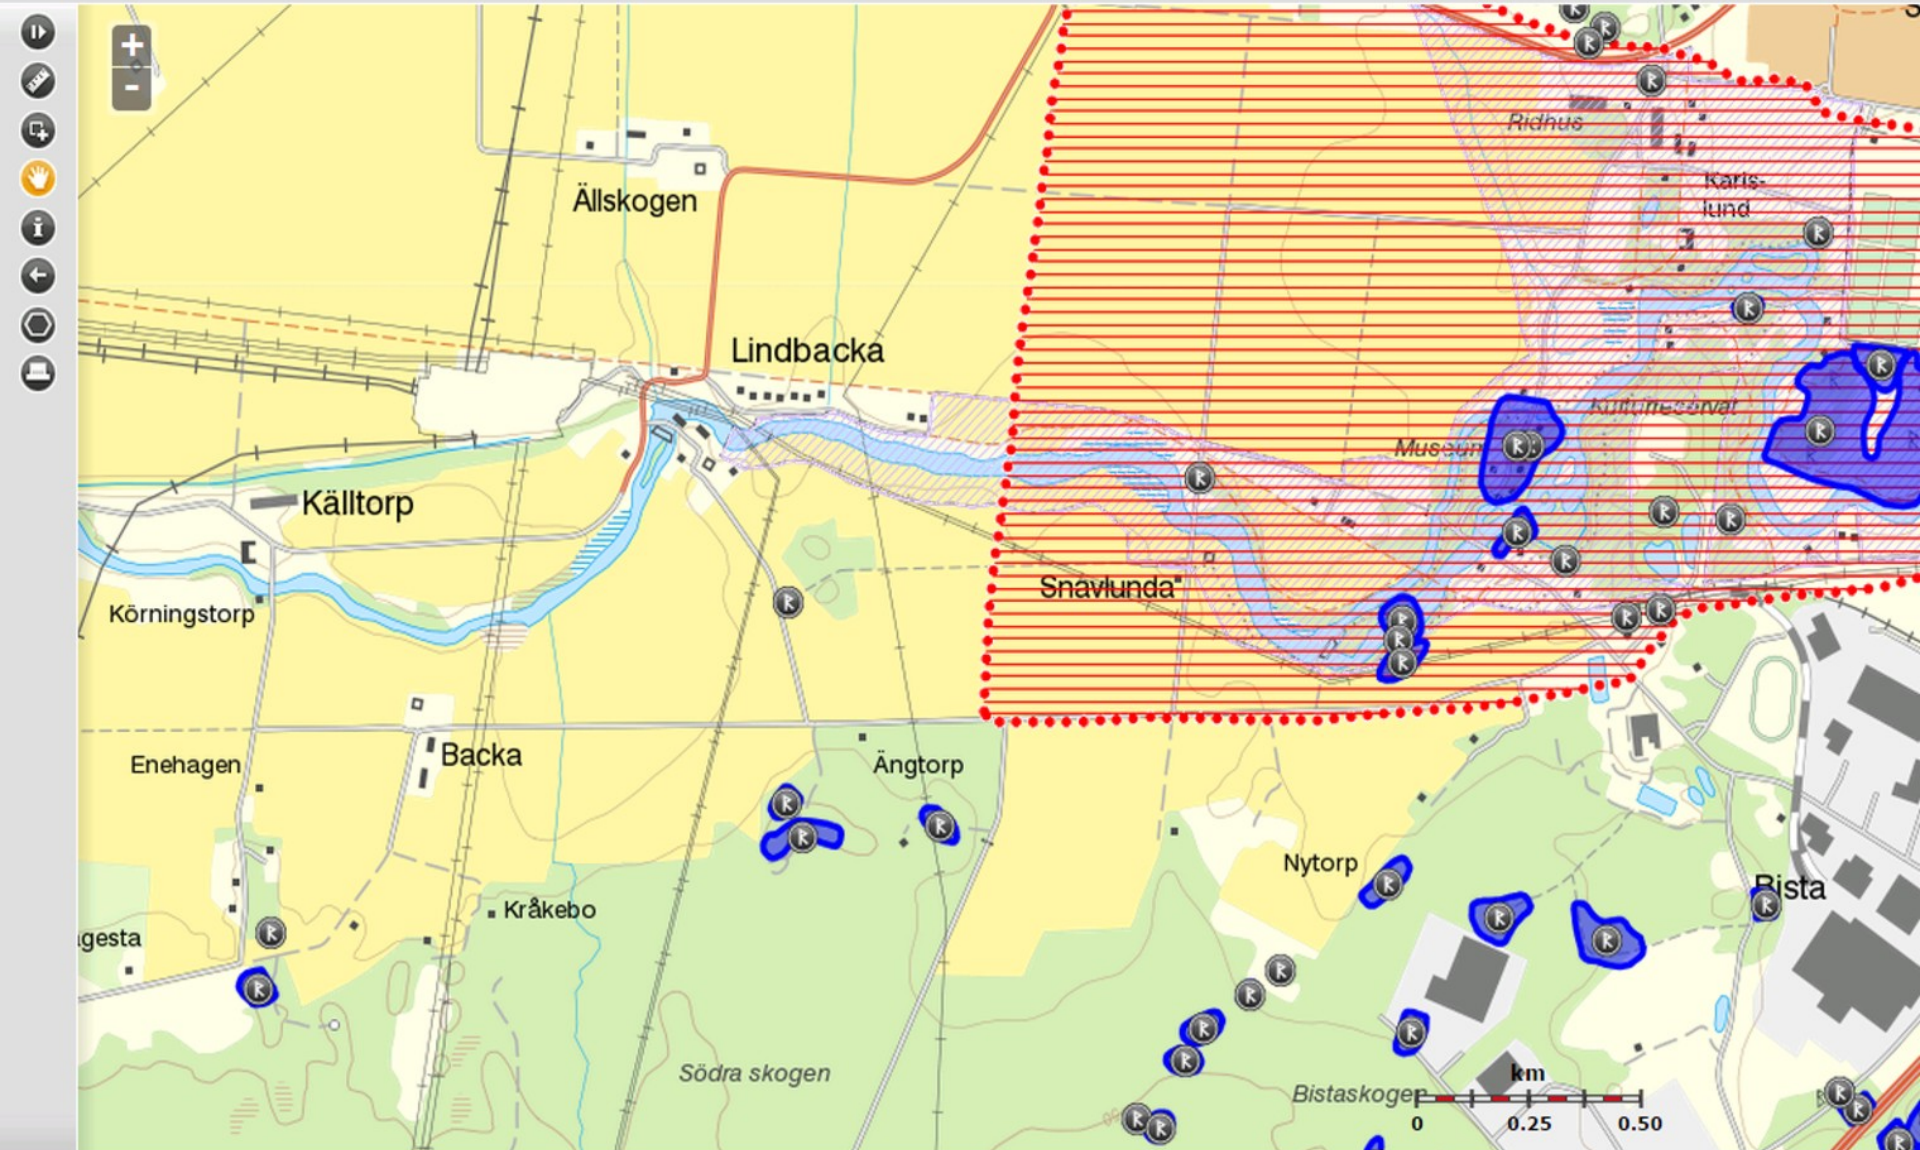 +
-
Ridhus
Karls-
lund
Ällskogen
Lindbacka
Kulturreservat
Museum
Källtorp
Snavlunda
Körningstorp
Enehagen
Backa
Ängtorp
Nytorp
Bista
Kråkebo
gesta
Södra skogen
Bistaskogen
km
0
0.25
0.50